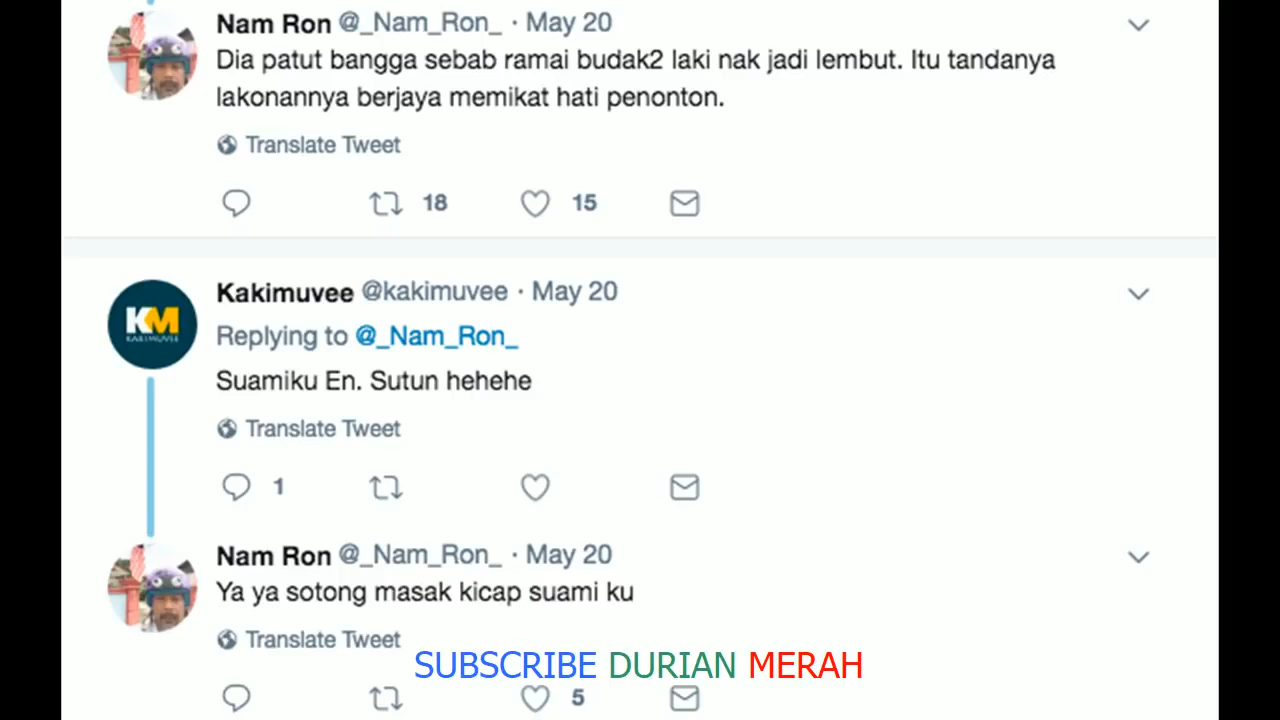 Nam Ron @_Nam_Ron_ · May 20
Dia patut bangga sebab ramai budak2 laki nak jadi lembut. Itu tandanya
lakonannya berjaya memikat hati penonton.
Translate Tweet
18 15
Kakimuvee @kakimuvee · May 20
KM
KAKIMUVEE
Replying to @_Nam_Ron_
Suamiku En. Sutun hehehe
Translate Tweet
1
Nam Ron @_Nam_Ron_ · May 20
Ya ya sotong masak kicap suami ku
Translate Tweet
SUBSCRIBE DURIAN MERAH
5